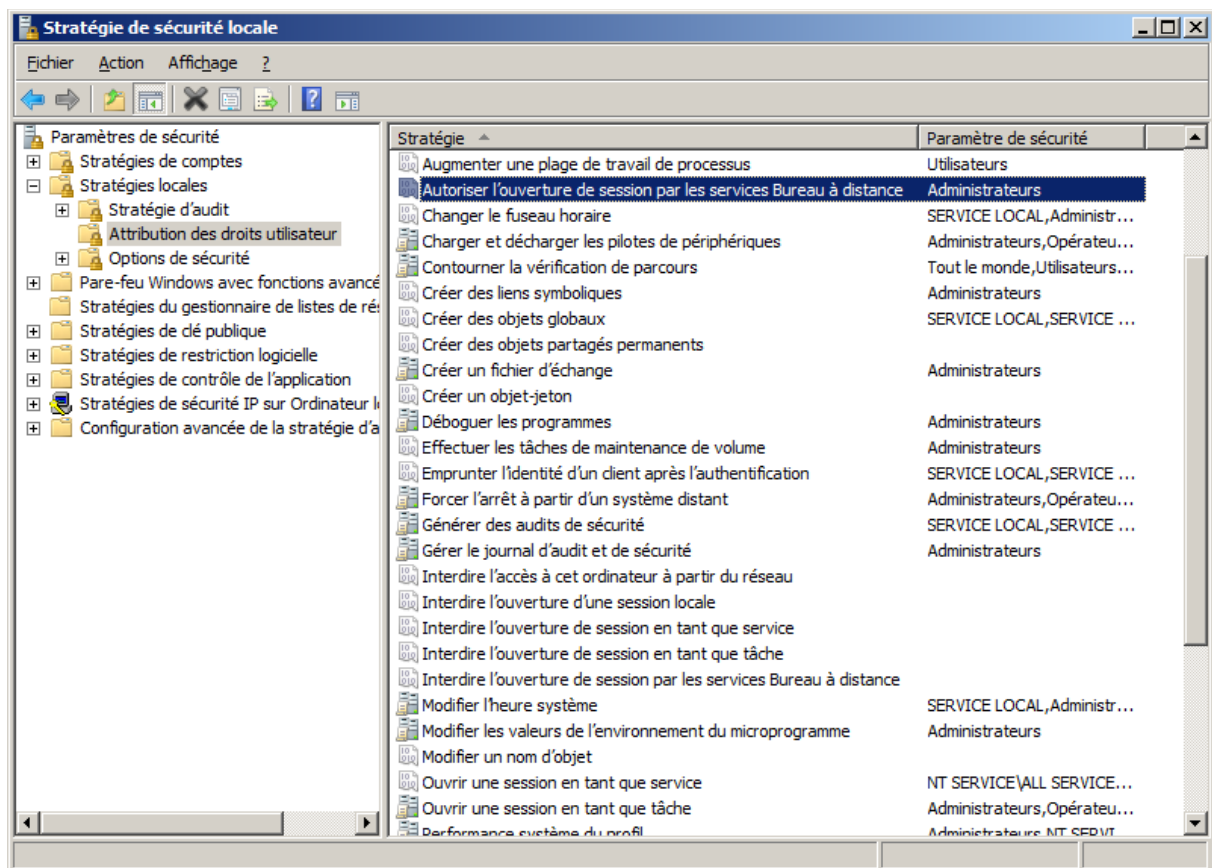 Stratégie de sécurité locale
Fichier Action Affichage ?
Paramètres de sécurité
Stratégies de comptes
Stratégies locales
Stratégie d'audit
Attribution des droits utilisateur
Options de sécurité
Pare-feu Windows avec fonctions avancé
Stratégies du gestionnaire de listes de ré
Stratégies de clé publique
Stratégies de restriction logicielle
Stratégies de contrôle de l'application
Stratégies de sécurité IP sur Ordinateur l
Configuration avancée de la stratégie d'a
Stratégie Paramètre de sécurité
Augmenter une plage de travail de processus Utilisateurs
Autoriser l'ouverture de session par les services Bureau à distance Administrateurs
Changer le fuseau horaire SERVICE LOCAL,Administr...
Charger et décharger les pilotes de périphériques Administrateurs,Opérateu...
Contourner la vérification de parcours Tout le monde,Utilisateurs...
Créer des liens symboliques Administrateurs
Créer des objets globaux SERVICE LOCAL,SERVICE ...
Créer des objets partagés permanents
Créer un fichier d'échange Administrateurs
Créer un objet-jeton
Déboguer les programmes Administrateurs
Effectuer les tâches de maintenance de volume Administrateurs
Emprunter l'identité d'un client après l'authentification SERVICE LOCAL,SERVICE ...
Forcer l'arrêt à partir d'un système distant Administrateurs,Opérateu...
Générer des audits de sécurité SERVICE LOCAL,SERVICE ...
Gérer le journal d'audit et de sécurité Administrateurs
Interdire l'accès à cet ordinateur à partir du réseau
Interdire l'ouverture d'une session locale
Interdire l'ouverture de session en tant que service
Interdire l'ouverture de session en tant que tâche
Interdire l'ouverture de session par les services Bureau à distance
Modifier l'heure système SERVICE LOCAL,Administr...
Modifier les valeurs de l'environnement du microprogramme Administrateurs
Modifier un nom d'objet
Ouvrir une session en tant que service NT SERVICE\ALL SERVICE...
Ouvrir une session en tant que tâche Administrateurs,Opérateu...
Performance système du profil Administrateurs,NT SERVI